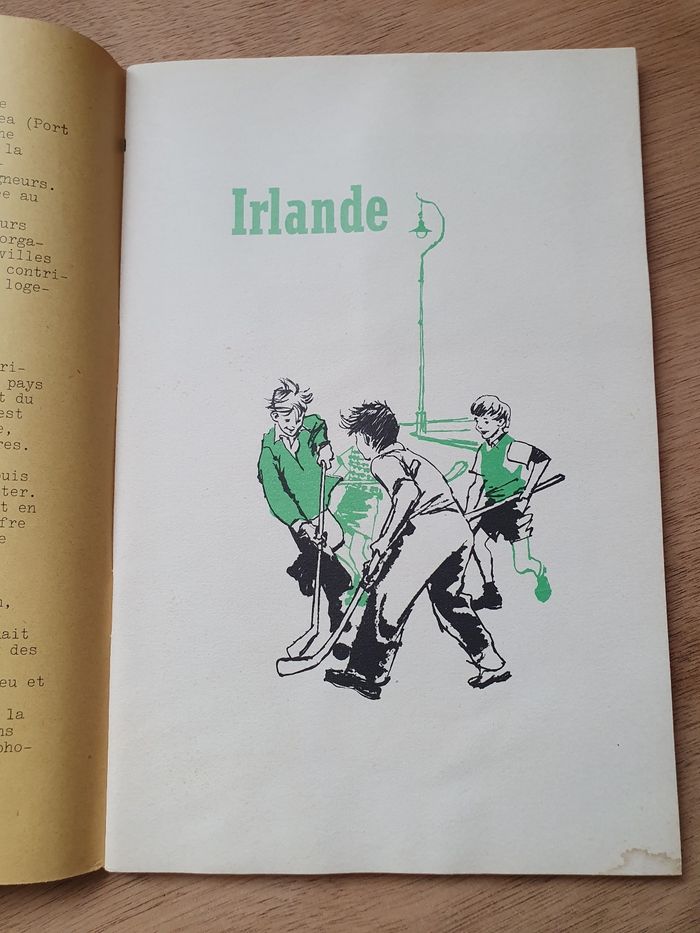 e
ea (Port
ne
la
-
gneurs.
e au
urs
orga-
villes
contri-
loge-
ri-
pays
t du
est
e,
res.
uis
ter.
t en
fre
e
n,
ait
des
eu et
la
ns
pho-
Irlande